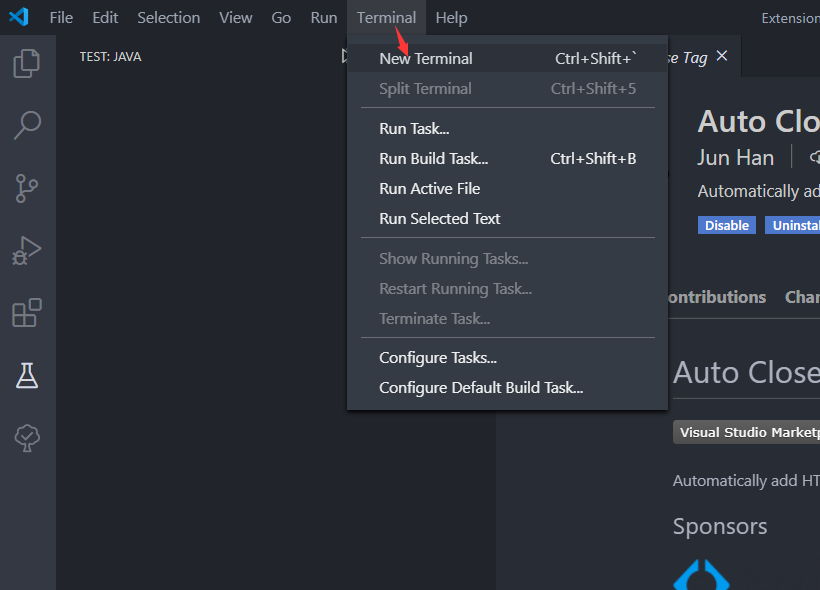 File Edit Selection View Go Run Terminal Help Extension
TEST: JAVA
New Terminal Ctrl+Shift+`
Split Terminal Ctrl+Shift+5
Run Task...
Run Build Task... Ctrl+Shift+B
Run Active File
Run Selected Text
Show Running Tasks...
Restart Running Task...
Terminate Task...
Configure Tasks...
Configure Default Build Task...
se Tag
Auto Clo
Jun Han
Automatically ad
Disable Uninstal
ontributions Chan
Auto Close
Visual Studio Marketp
Automatically add HT
Sponsors